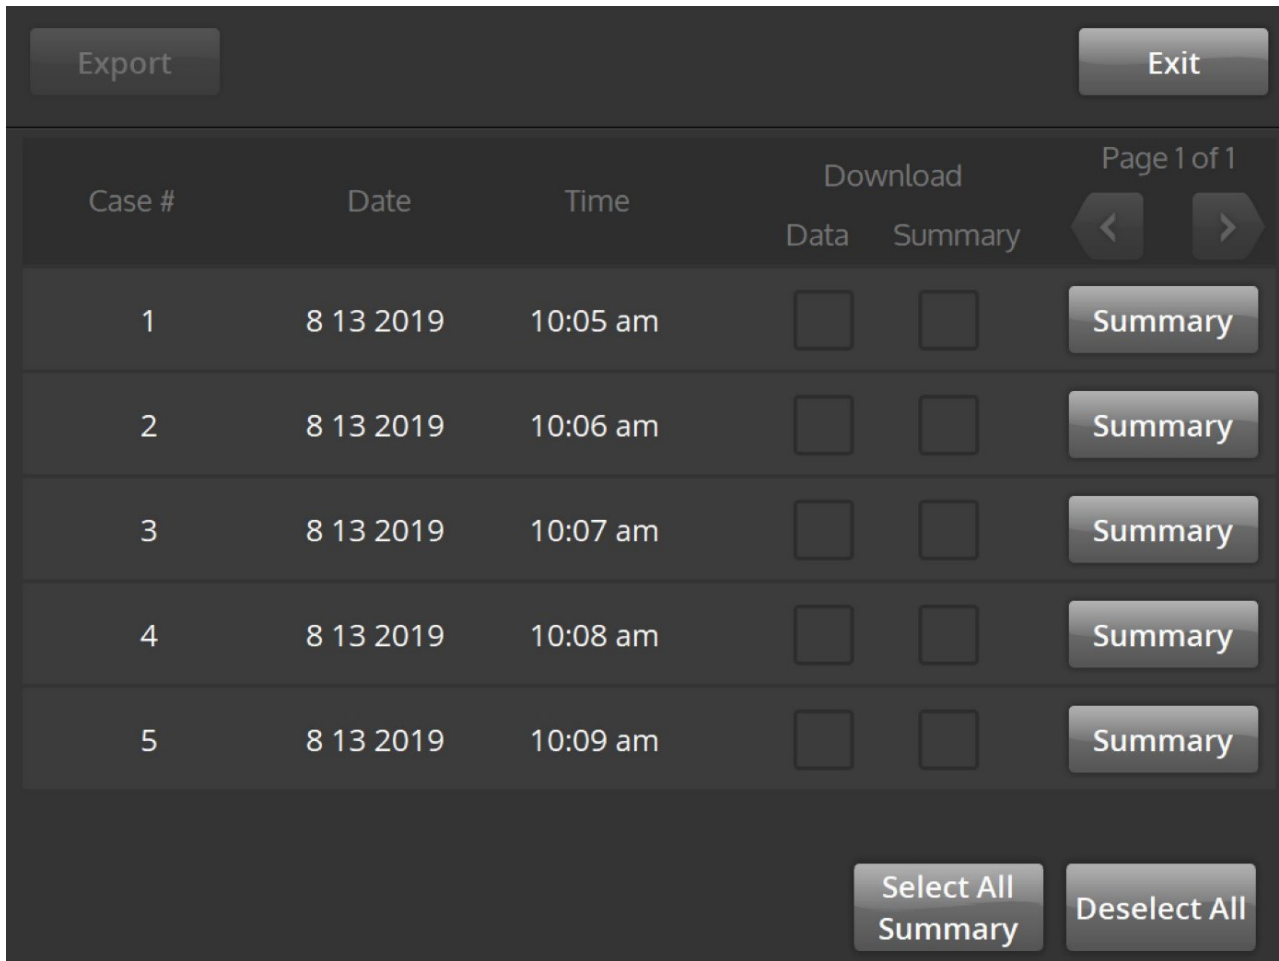 Export
Exit
Case #
Date
Time
Download
Data
Summary
Page 1 of 1
1 8 13 2019 10:05 am Summary
2 8 13 2019 10:06 am Summary
3 8 13 2019 10:07 am Summary
4 8 13 2019 10:08 am Summary
5 8 13 2019 10:09 am Summary
Select All
Summary
Deselect All